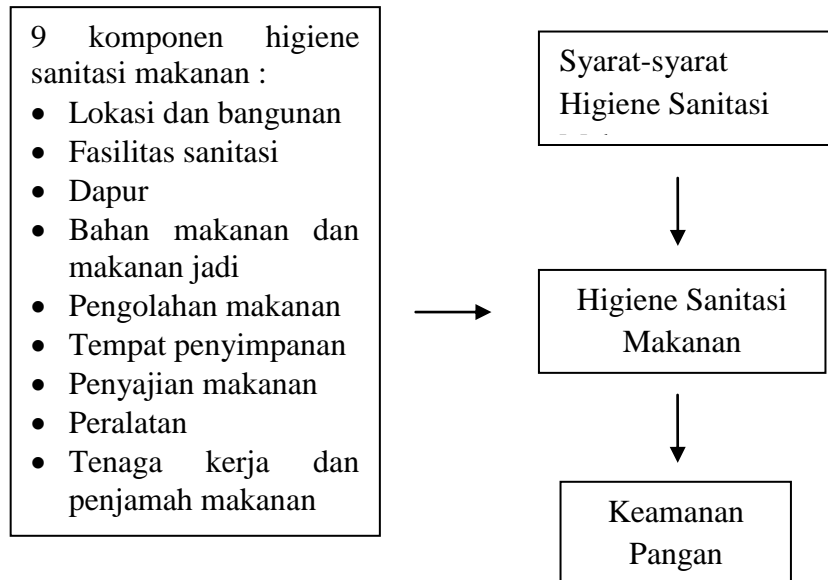 9 komponen higiene
sanitasi makanan :
• Lokasi dan bangunan
• Fasilitas sanitasi
• Dapur
• Bahan makanan dan
makanan jadi
• Pengolahan makanan
• Tempat penyimpanan
• Penyajian makanan
• Peralatan
• Tenaga kerja dan
penjamah makanan
Syarat-syarat
Higiene Sanitasi
Higiene Sanitasi
Makanan
Keamanan
Pangan